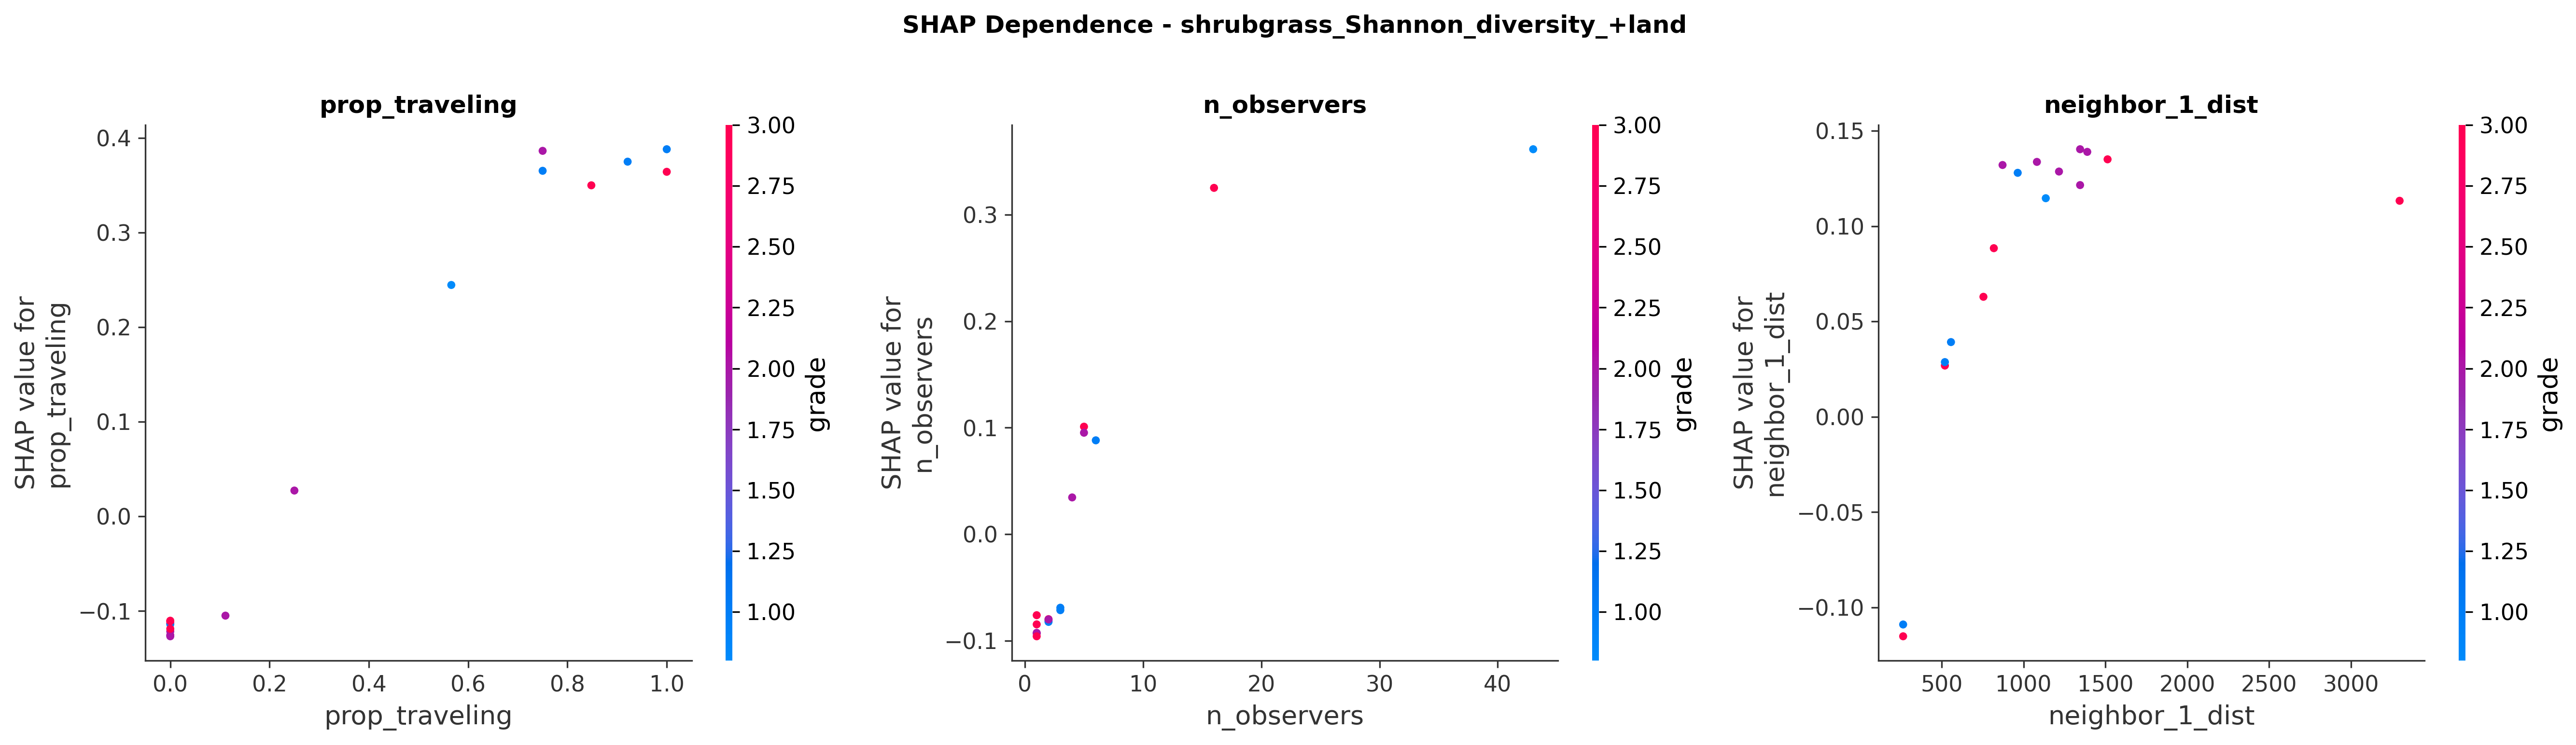 SHAP Dependence - shrubgrass_Shannon_diversity_+land
prop_traveling
SHAP value for
prop_traveling
0.4
0.3
0.2
0.1
0.0
−0.1
0.0 0.2 0.4 0.6 0.8 1.0
prop_traveling
3.00
2.75
2.50
2.25
2.00
1.75
1.50
1.25
1.00
grade
n_observers
SHAP value for
n_observers
0.3
0.2
0.1
0.0
−0.1
0 10 20 30 40
n_observers
3.00
2.75
2.50
2.25
2.00
1.75
1.50
1.25
1.00
grade
neighbor_1_dist
SHAP value for
neighbor_1_dist
0.15
0.10
0.05
0.00
−0.05
−0.10
500 1000 1500 2000 2500 3000
neighbor_1_dist
3.00
2.75
2.50
2.25
2.00
1.75
1.50
1.25
1.00
grade